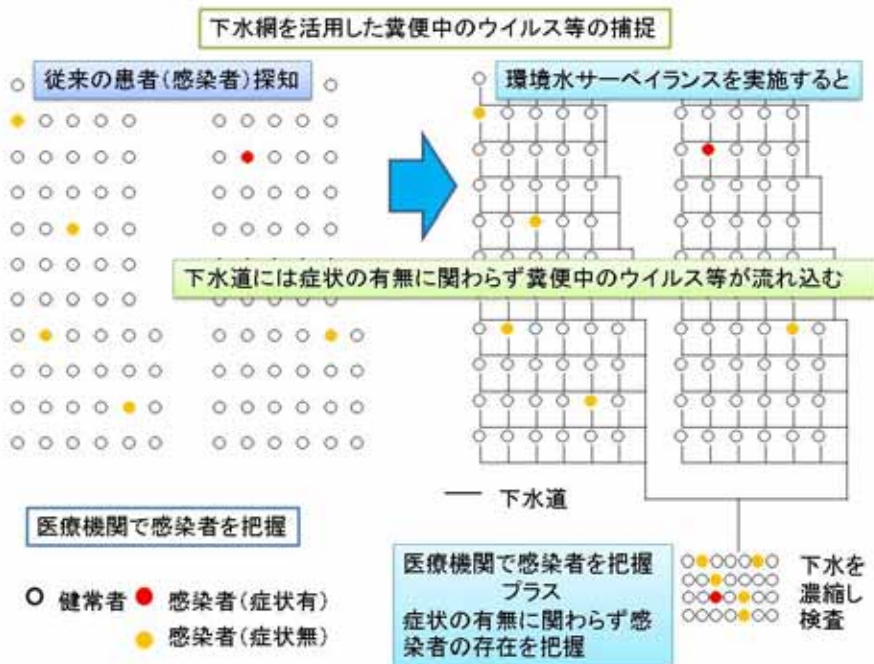 下水網を活用した糞便中のウイルス等の捕捉
従来の患者(感染者)探知
環境水サーベイランスを実施すると
下水道には症状の有無に関わらず糞便中のウイルス等が流れ込む
下水道
医療機関で感染者を把握
健常者
感染者(症状有)
感染者(症状無)
医療機関で感染者を把握
プラス
症状の有無に関わらず感
染者の存在を把握
下水を
濃縮し
検査